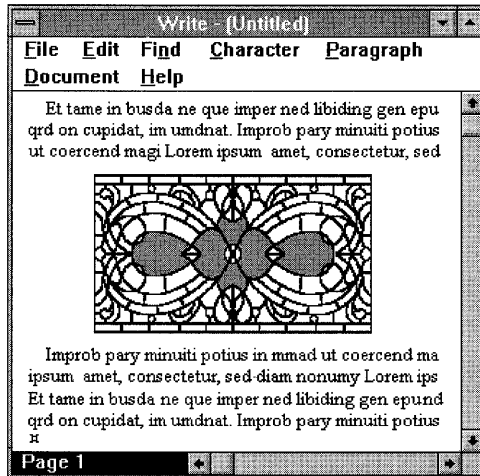 Write - (Untitled)
File Edit Find Character Paragraph
Document Help
Et tame in busda ne que imper ned libiding gen epu
qrd on cupidat, im umdnat. Improb pary minuiti potius
ut coercend magi Lorem ipsum amet, consectetur, sed
Improb pary minuiti potius in mmad ut coercend ma
ipsum amet, consectetur, sed-diam nonumy Lorem ips
Et tame in busda ne que imper ned libiding gen epund
qrd on cupidat, im umdnat. Improb pary minuiti potius
¤
Page 1